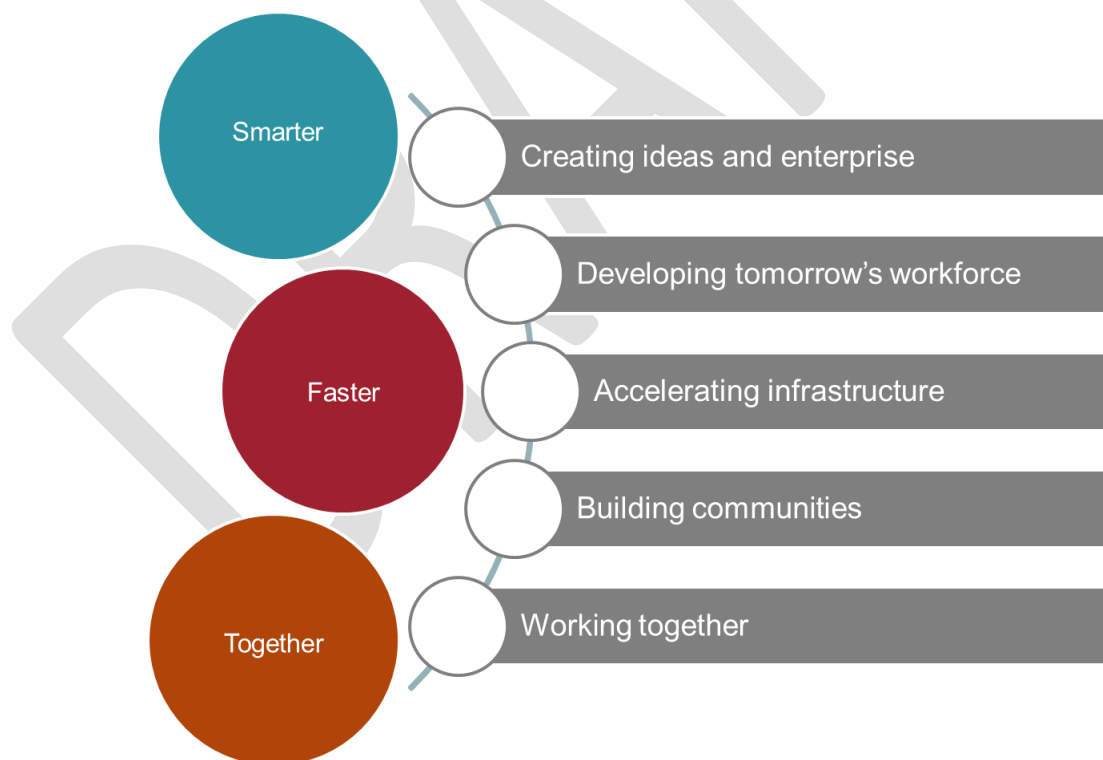 Smarter
Creating ideas and enterprise
Developing tomorrow’s workforce
Faster
Accelerating infrastructure
Building communities
Together
Working together